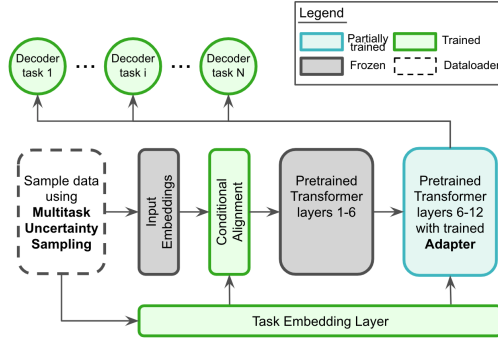 Legend
Partially
trained
Trained
Frozen
Dataloader
Decoder
task 1
...
Decoder
task i
...
Decoder
task N
Sample data
using
Multitask
Uncertainty
Sampling
Input
Embeddings
Conditional
Alignment
Pretrained
Transformer
layers 1-6
Pretrained
Transformer
layers 6-12
with trained
Adapter
Task Embedding Layer